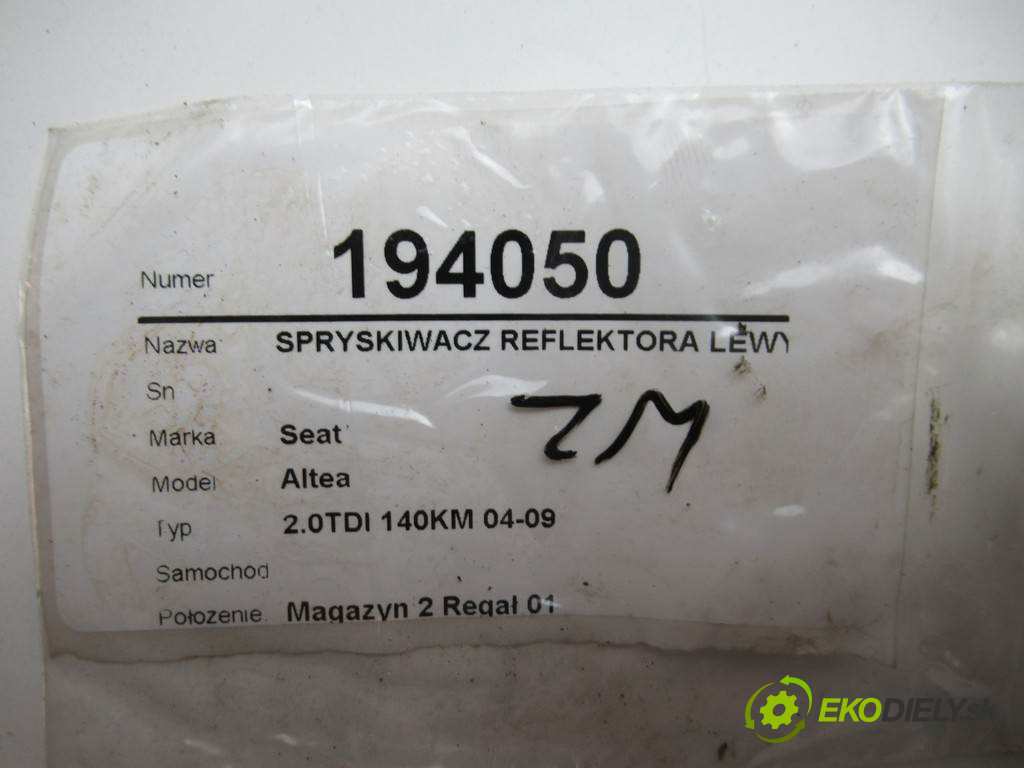 Numer 194050
Nazwa SPRYSKIWACZ REFLEKTORA LEWY
Sn
Marka Seat
Model Altea
Typ 2.0TDI 140KM 04-09
Samochod
Położenie Magazyn 2 Regał 01
EKODIELY.sk